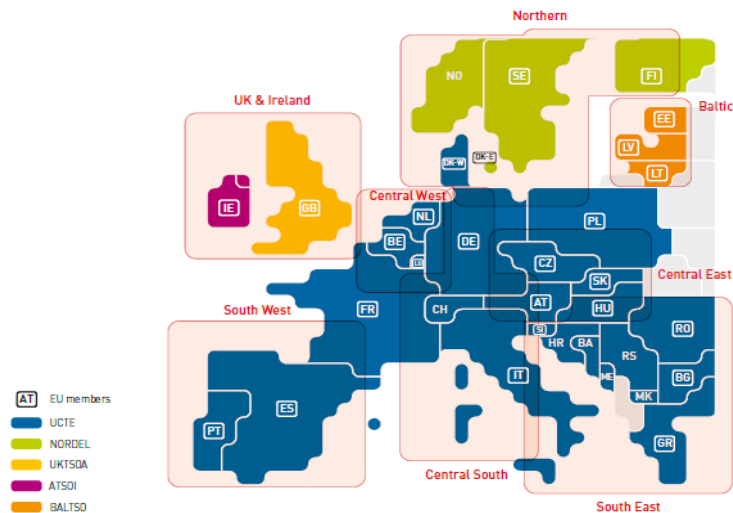 Northern
NO
SE
FI
UK & Ireland
Baltic
EE
LV
LT
DK-W
DK-E
IE
GB
Central West
NL
BE
DE
PL
LU
CZ
Central East
SK
FR
CH
AT
HU
South West
SI
HR
BA
RS
RO
IT
ME
BG
MK
ES
PT
GR
Central South
South East
AT EU members
UCTE
NORDEL
UKTSOA
ATSOI
BALTSO